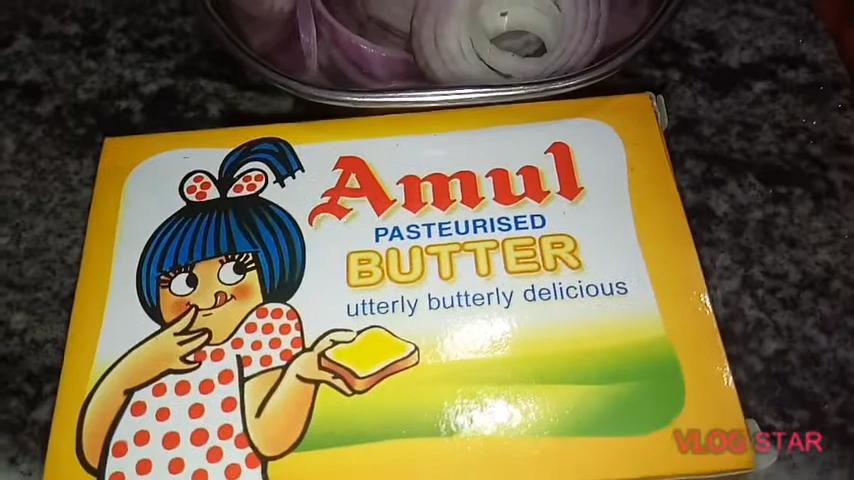 Amul
PASTEURISED
BUTTER
utterly butterly delicious
VLOG STAR